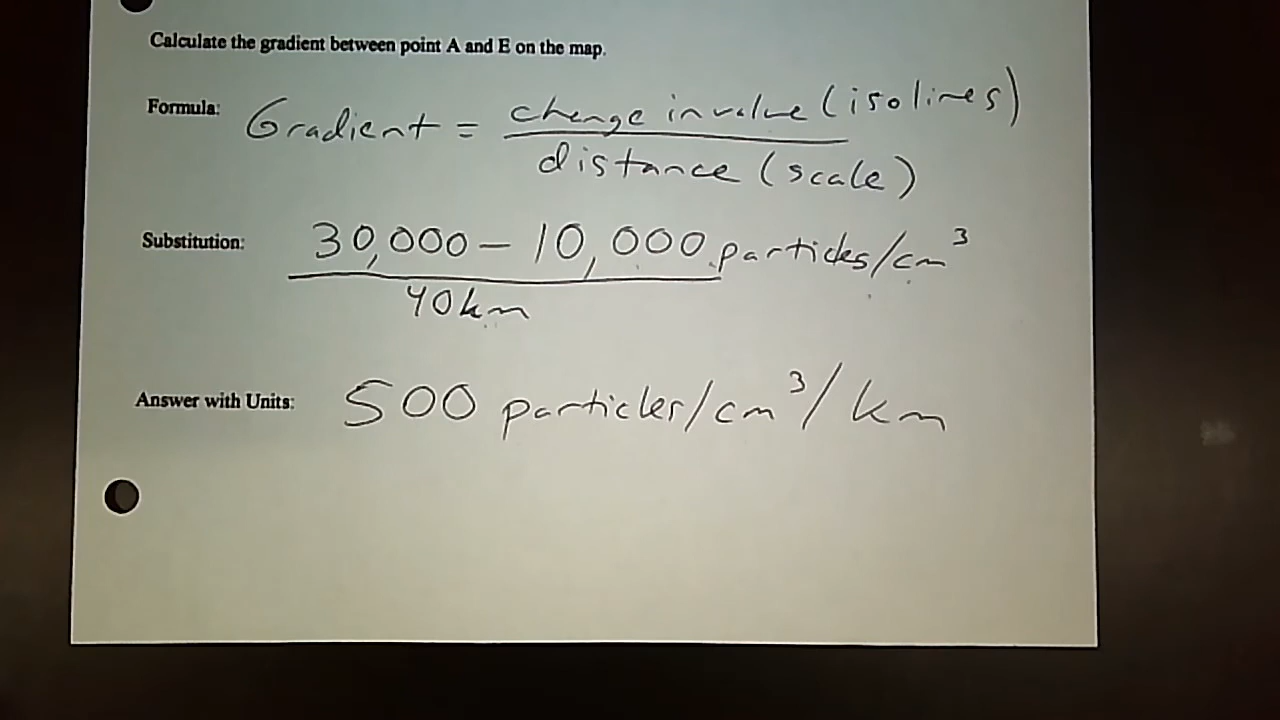 Calculate the gradient between point A and E on the map.
Formula: Gradient = change in value (isolines)
distance (scale)
Substitution: 30,000 - 10,000 particles/cm³
40km
Answer with Units: 500 particles/cm³/km